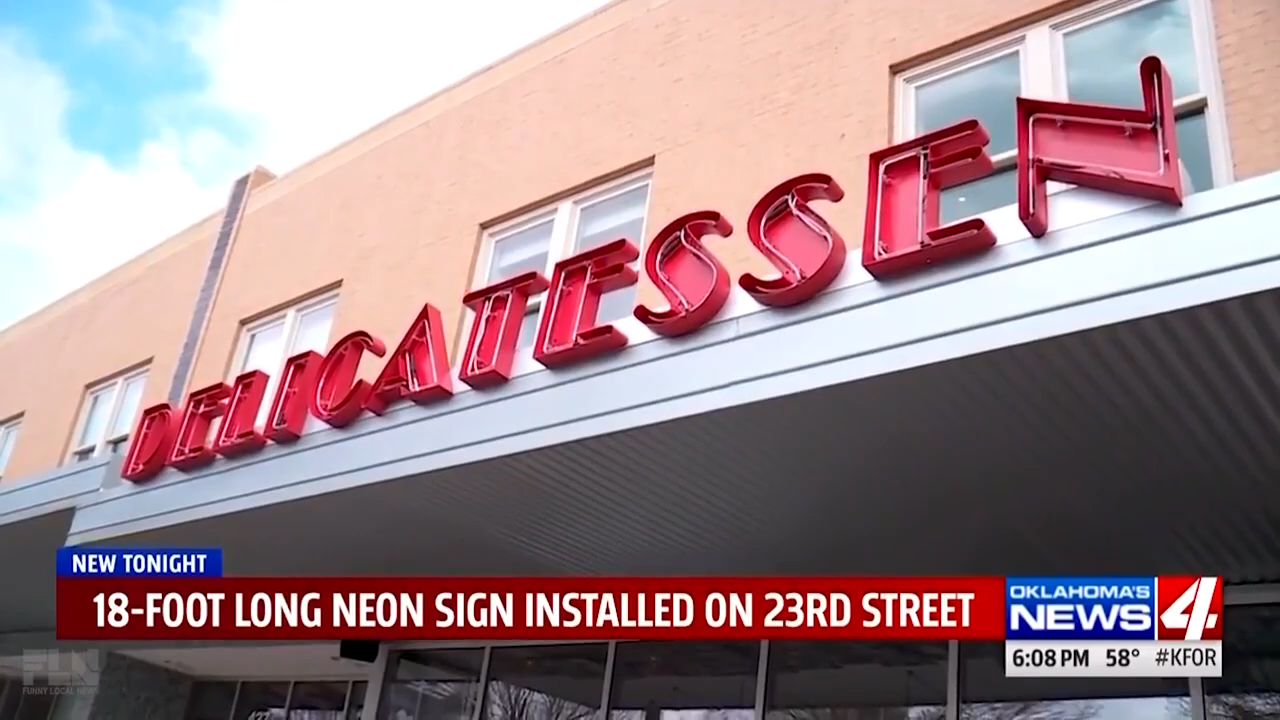 DELICATESSEN
NEW TONIGHT
18-FOOT LONG NEON SIGN INSTALLED ON 23RD STREET
OKLAHOMA'S
NEWS 4
6:08 PM 58° #KFOR
FLN
FUNNY LOCAL NEWS
427